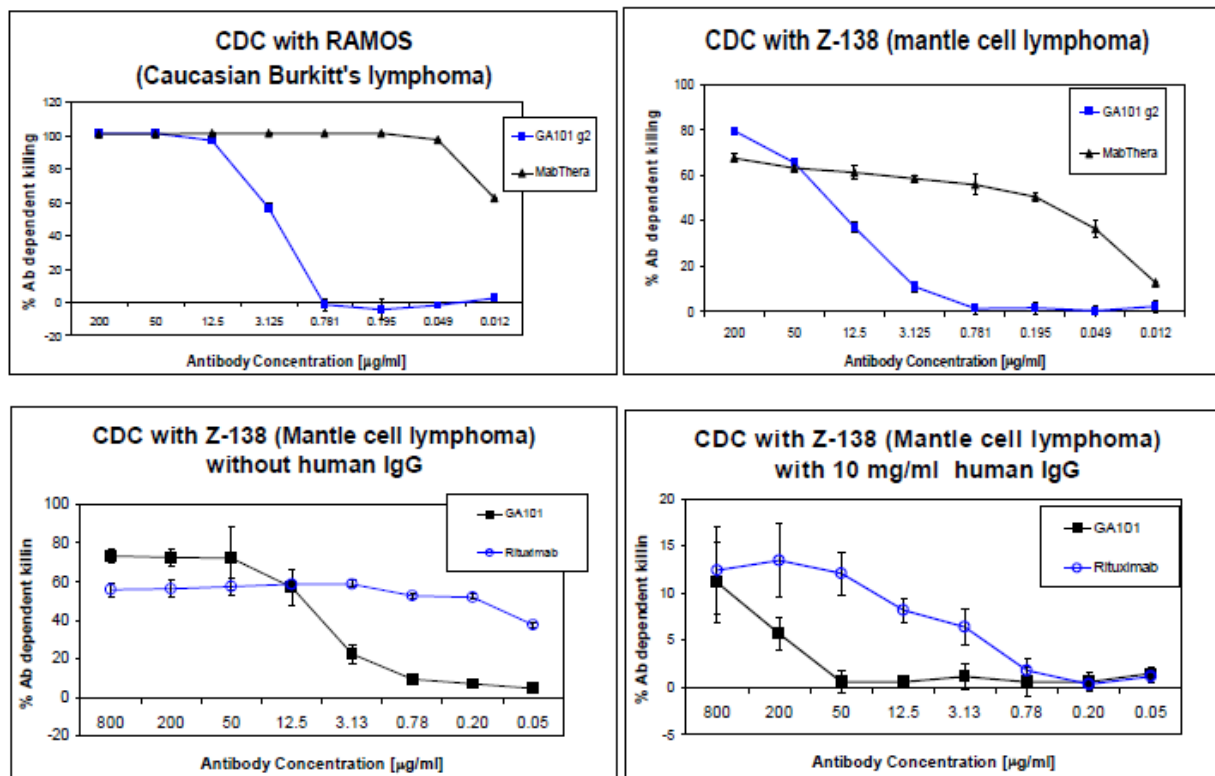 CDC with RAMOS
(Caucasian Burkitt's lymphoma)
120
100
80
60
40
20
0
-20
% Ab dependent killing
200 50 12.5 3.125 0.781 0.195 0.049 0.012
Antibody Concentration [µg/ml]
GA101 g2
MabThera
CDC with Z-138 (mantle cell lymphoma)
100
80
60
40
20
0
% Ab dependent killing
200 50 12.5 3.125 0.781 0.195 0.049 0.012
Antibody Concentration [µg/ml]
GA101 g2
MabThera
CDC with Z-138 (Mantle cell lymphoma)
without human IgG
100
80
60
40
20
0
-20
% Ab dependent killin
800 200 50 12.5 3.13 0.78 0.20 0.05
Antibody Concentration [µg/ml]
GA101
Rituximab
CDC with Z-138 (Mantle cell lymphoma)
with 10 mg/ml human IgG
20
15
10
5
0
-5
% Ab dependent killin
800 200 50 12.5 3.13 0.78 0.20 0.05
Antibody Concentration [µg/ml]
GA101
Rituximab